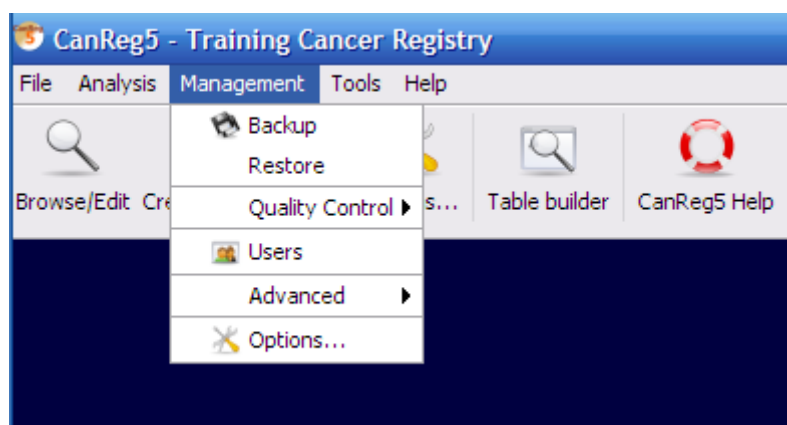 CanReg5 - Training Cancer Registry
File Analysis Management Tools Help
Backup
Restore
Quality Control
Users
Advanced
Options...
Browse/Edit
Table builder
CanReg5 Help